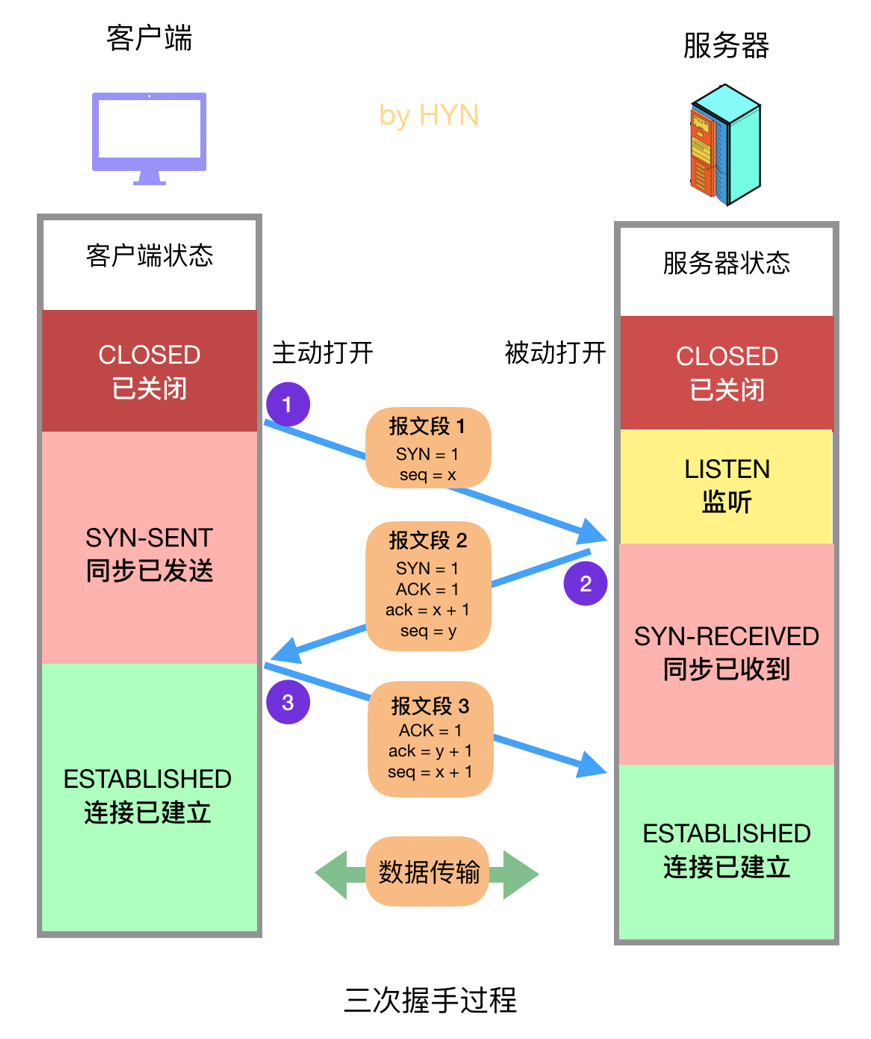 客户端
服务器
by HYN
客户端状态
服务器状态
CLOSED
已关闭
主动打开
被动打开
CLOSED
已关闭
1
报文段 1
SYN = 1
seq = x
LISTEN
监听
SYN-SENT
同步已发送
报文段 2
SYN = 1
ACK = 1
ack = x + 1
seq = y
2
SYN-RECEIVED
同步已收到
3
报文段 3
ACK = 1
ack = y + 1
seq = x + 1
ESTABLISHED
连接已建立
ESTABLISHED
连接已建立
数据传输
三次握手过程